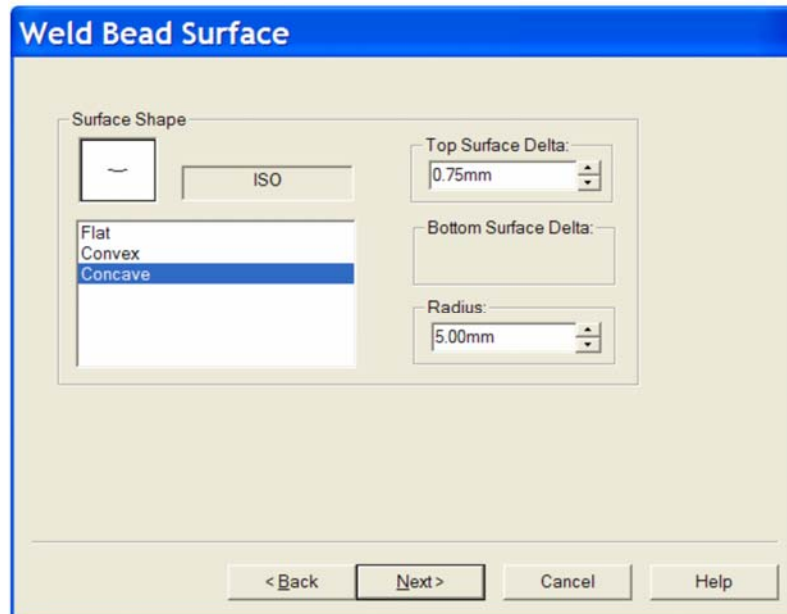 Weld Bead Surface
Surface Shape
ISO
Flat
Convex
Concave
Top Surface Delta:
0.75mm
Bottom Surface Delta:
Radius:
5.00mm
< Back
Next >
Cancel
Help